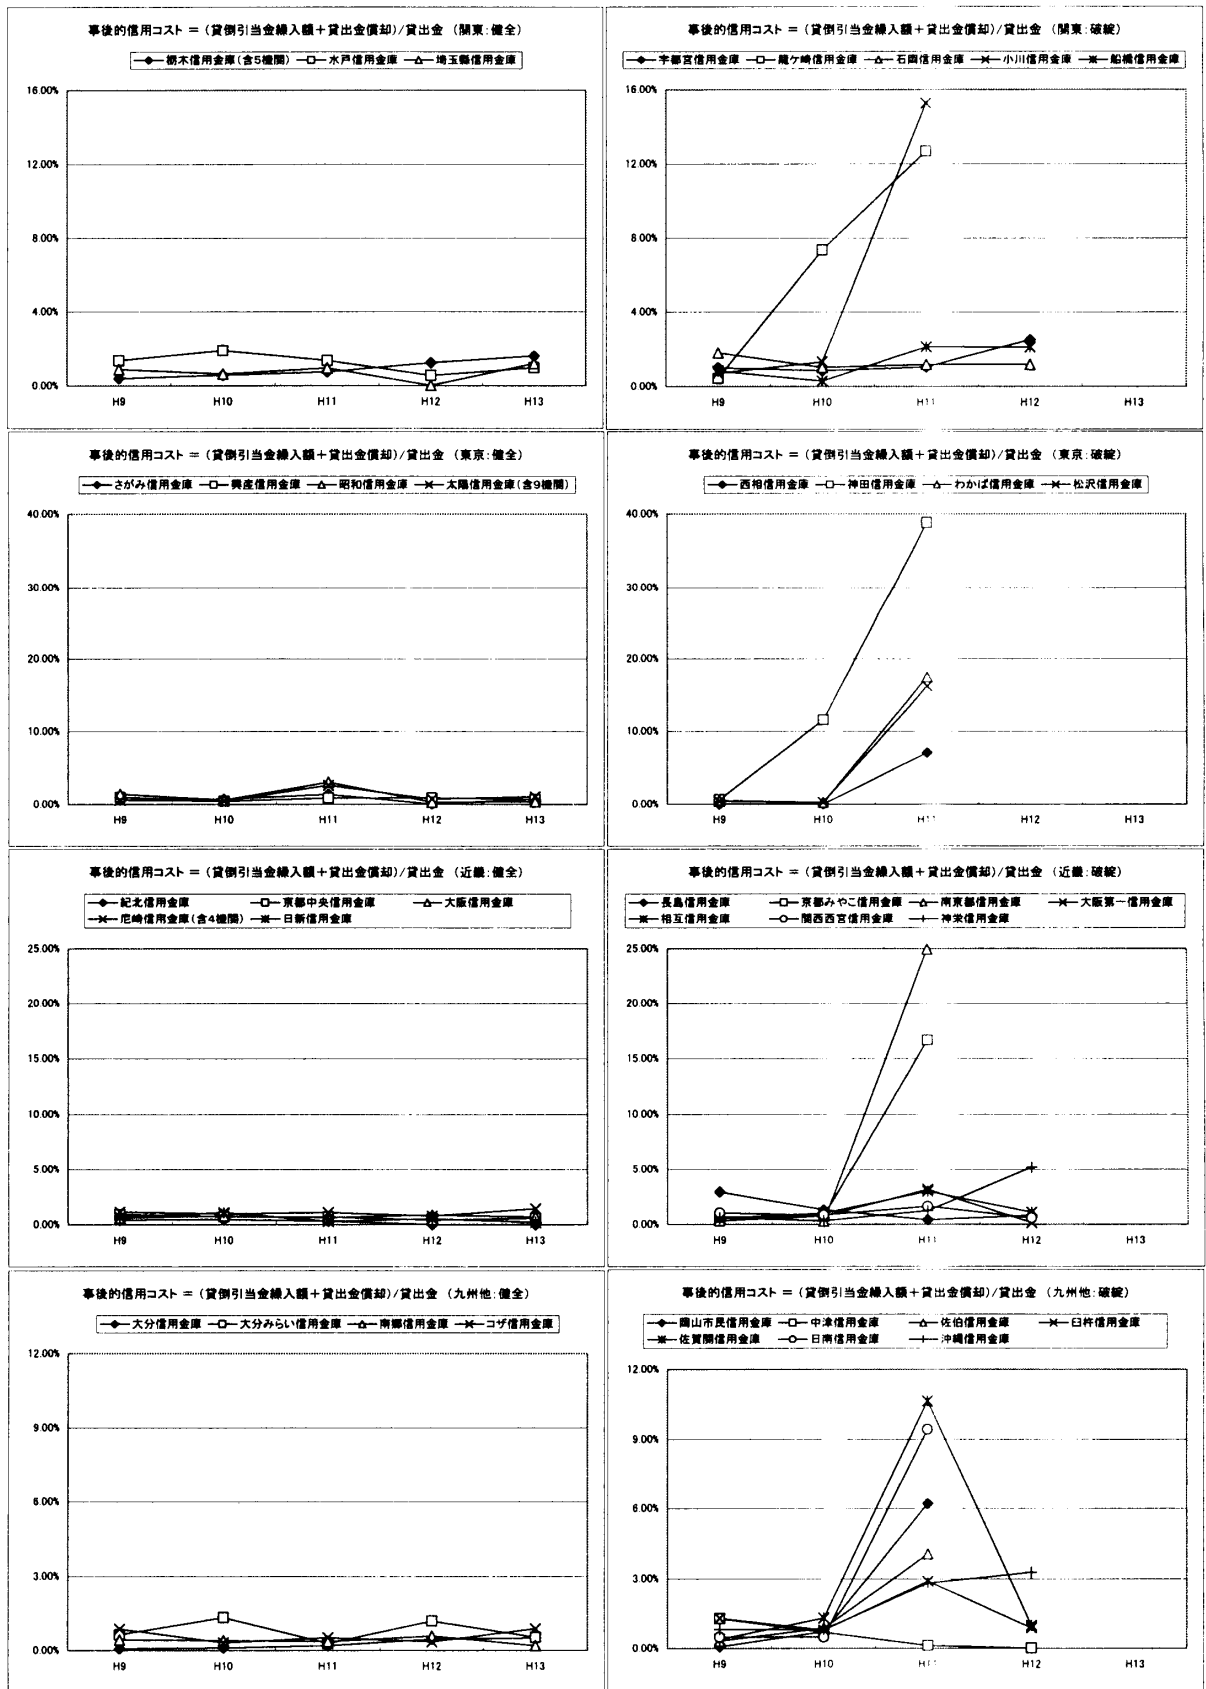 事後的信用コスト = (貸倒引当金繰入額+貸出金償却)/貸出金 (関東:健全)
栃木信用金庫(含5機関) 水戸信用金庫 埼玉縣信用金庫
16.00%
12.00%
8.00%
4.00%
0.00%
H9 H10 H11 H12 H13
事後的信用コスト = (貸倒引当金繰入額+貸出金償却)/貸出金 (関東:破綻)
宇都宮信用金庫 龍ケ崎信用金庫 石岡信用金庫 小川信用金庫 船橋信用金庫
16.00%
12.00%
8.00%
4.00%
0.00%
H9 H10 H11 H12 H13
事後的信用コスト = (貸倒引当金繰入額+貸出金償却)/貸出金 (東京:健全)
さがみ信用金庫 興産信用金庫 昭和信用金庫 太陽信用金庫(含9機関)
40.00%
30.00%
20.00%
10.00%
0.00%
H9 H10 H11 H12 H13
事後的信用コスト = (貸倒引当金繰入額+貸出金償却)/貸出金 (東京:破綻)
西相信用金庫 神田信用金庫 わかば信用金庫 松沢信用金庫
40.00%
30.00%
20.00%
10.00%
0.00%
H9 H10 H11 H12 H13
事後的信用コスト = (貸倒引当金繰入額+貸出金償却)/貸出金 (近畿:健全)
紀北信用金庫 京都中央信用金庫 大阪信用金庫
尼崎信用金庫(含4機関) 日新信用金庫
25.00%
20.00%
15.00%
10.00%
5.00%
0.00%
H9 H10 H11 H12 H13
事後的信用コスト = (貸倒引当金繰入額+貸出金償却)/貸出金 (近畿:破綻)
長島信用金庫 京都みやこ信用金庫 南京都信用金庫 大阪第一信用金庫
相互信用金庫 関西西宮信用金庫 神栄信用金庫
25.00%
20.00%
15.00%
10.00%
5.00%
0.00%
H9 H10 H11 H12 H13
事後的信用コスト = (貸倒引当金繰入額+貸出金償却)/貸出金 (九州他:健全)
大分信用金庫 大分みらい信用金庫 南郷信用金庫 コザ信用金庫
12.00%
9.00%
6.00%
3.00%
0.00%
H9 H10 H11 H12 H13
事後的信用コスト = (貸倒引当金繰入額+貸出金償却)/貸出金 (九州他:破綻)
岡山市民信用金庫 中津信用金庫 佐伯信用金庫 臼杵信用金庫
佐賀関信用金庫 日南信用金庫 沖縄信用金庫
12.00%
9.00%
6.00%
3.00%
0.00%
H9 H10 H11 H12 H13